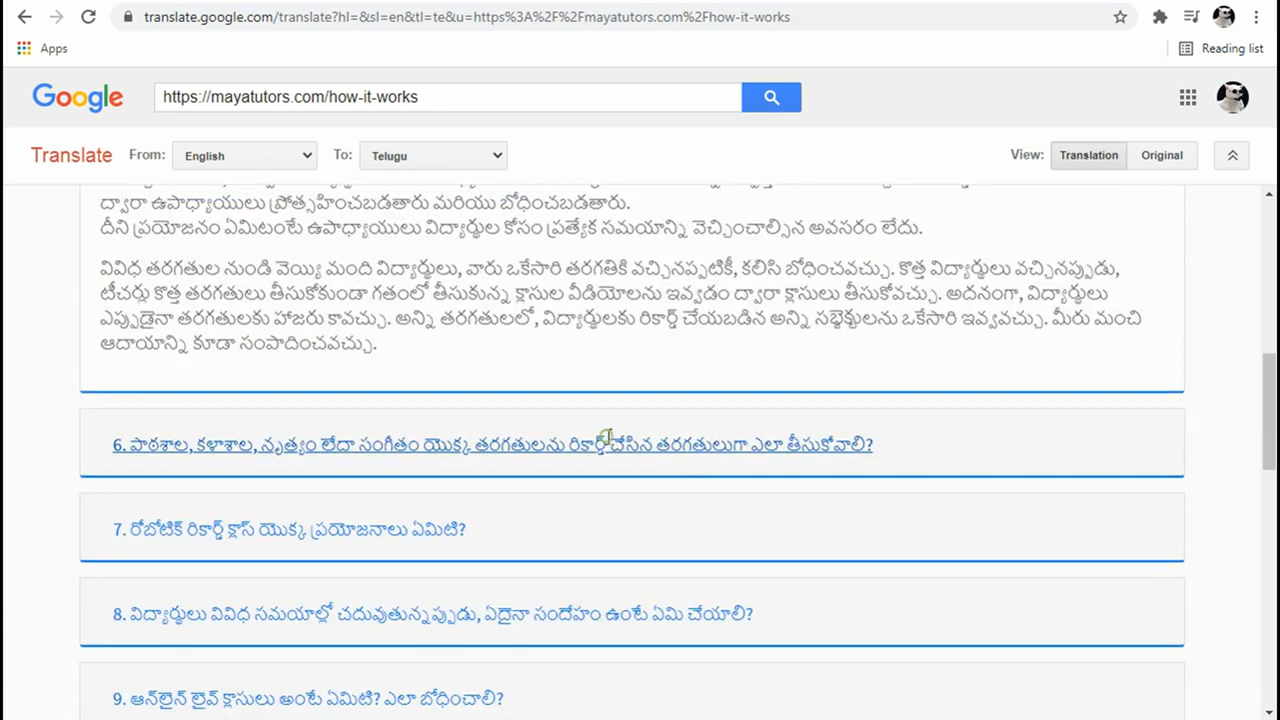 translate.google.com/translate?hl=&sl=en&tl=te&u=https%3A%2F%2Fmayatutors.com%2Fhow-it-works
Apps
Reading list
Google
https://mayatutors.com/how-it-works
Translate From: English To: Telugu View: Translation Original
ద్వారా ఉపాధ్యాయులు ప్రోత్సహించబడతారు మరియు బోధించబడతారు.
దీని ప్రయోజనం ఏమిటంటే ఉపాధ్యాయులు విద్యార్థుల కోసం ప్రత్యేక సమయాన్ని వెచ్చించాల్సిన అవసరం లేదు.
వివిధ తరగతుల నుండి వెయ్యి మంది విద్యార్థులు, వారు ఒకేసారి తరగతికి వచ్చినప్పటికీ, కలిసి బోధించవచ్చు. కొత్త విద్యార్థులు వచ్చినప్పుడు,
టీచర్లు కొత్త తరగతులు తీసుకోకుండా గతంలో తీసుకున్న క్లాసుల వీడియోలను ఇవ్వడం ద్వారా క్లాసులు తీసుకోవచ్చు. అదనంగా, విద్యార్థులు
ఎప్పుడైనా తరగతులకు హాజరు కావచ్చు. అన్ని తరగతులలో, విద్యార్థులకు రికార్డ్ చేయబడిన అన్ని సబ్జెక్టులను ఒకేసారి ఇవ్వవచ్చు. మీరు మంచి
ఆదాయాన్ని కూడా సంపాదించవచ్చు.
6. పాఠశాల, కళాశాల, నృత్యం లేదా సంగీతం యొక్క తరగతులను రికార్డ్ చేసిన తరగతులుగా ఎలా తీసుకోవాలి?
7. రోబోటిక్ రికార్డ్ క్లాస్ యొక్క ప్రయోజనాలు ఏమిటి?
8. విద్యార్థులు వివిధ సమయాల్లో చదువుతున్నప్పుడు, ఏదైనా సందేహం ఉంటే ఏమి చేయాలి?
9. ఆన్‌లైన్ లైవ్ క్లాసులు అంటే ఏమిటి? ఎలా బోధించాలి?